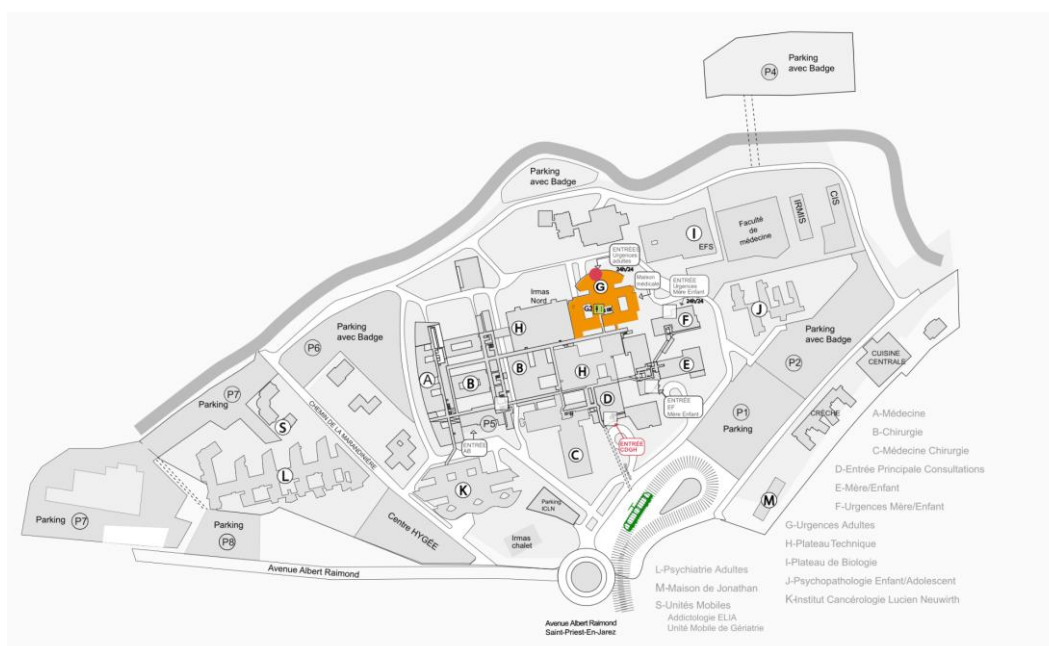 Parking
avec Badge
P4
Parking
avec Badge
I
EFS
Faculté
de
médecine
IRMIS
CIS
ENTRÉES
Urgences
adultes
24h/24
G
Maison
médicale
ENTRÉE
Urgences
Mère Enfant
24h/24
Irmas
Nord
H
F
J
P6
Parking
avec Badge
Parking
avec Badge
P2
CUISINE
CENTRALE
A
B
B
H
E
D
ENTRÉE
EF
Mère Enfant
P7
Parking
S
CHEMIN DE LA MARANDINIÈRE
P5
ENTRÉE
AB
C
ENTRÉE
CDGH
P1
Parking
CRÈCHE
L
K
Parking
ICLN
M
Parking
P7
Parking
P8
Centre HYGÉE
Irmas
chalet
Avenue Albert Raimond
Avenue Albert Raimond
Saint-Priest-En-Jarez
A-Médecine
B-Chirurgie
C-Médecine Chirurgie
D-Entrée Principale Consultations
E-Mère/Enfant
F-Urgences Mère/Enfant
G-Urgences Adultes
H-Plateau Technique
I-Plateau de Biologie
J-Psychopathologie Enfant/Adolescent
K-Institut Cancérologie Lucien Neuwirth
L-Psychiatrie Adultes
M-Maison de Jonathan
S-Unités Mobiles
Addictologie ELIA
Unité Mobile de Gériatrie